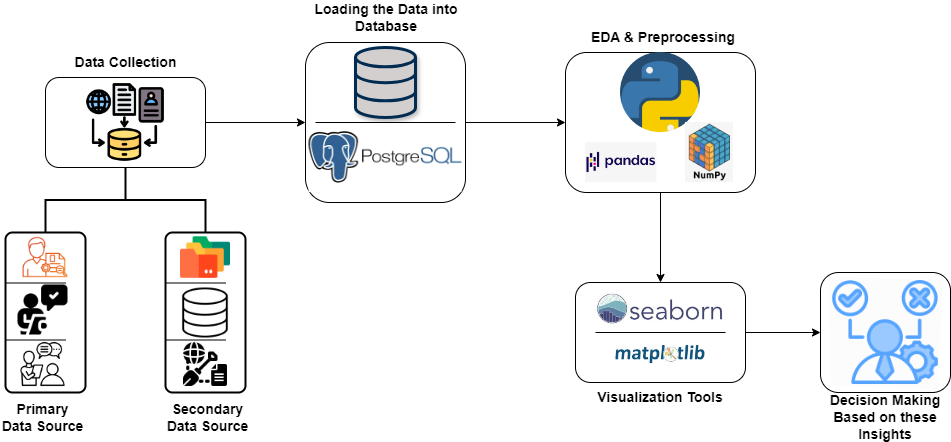 Loading the Data into
Database
EDA & Preprocessing
Data Collection
PostgreSQL
pandas
NumPy
seaborn
matplotlib
Visualization Tools
Primary
Data Source
Secondary
Data Source
Decision Making
Based on these
Insights